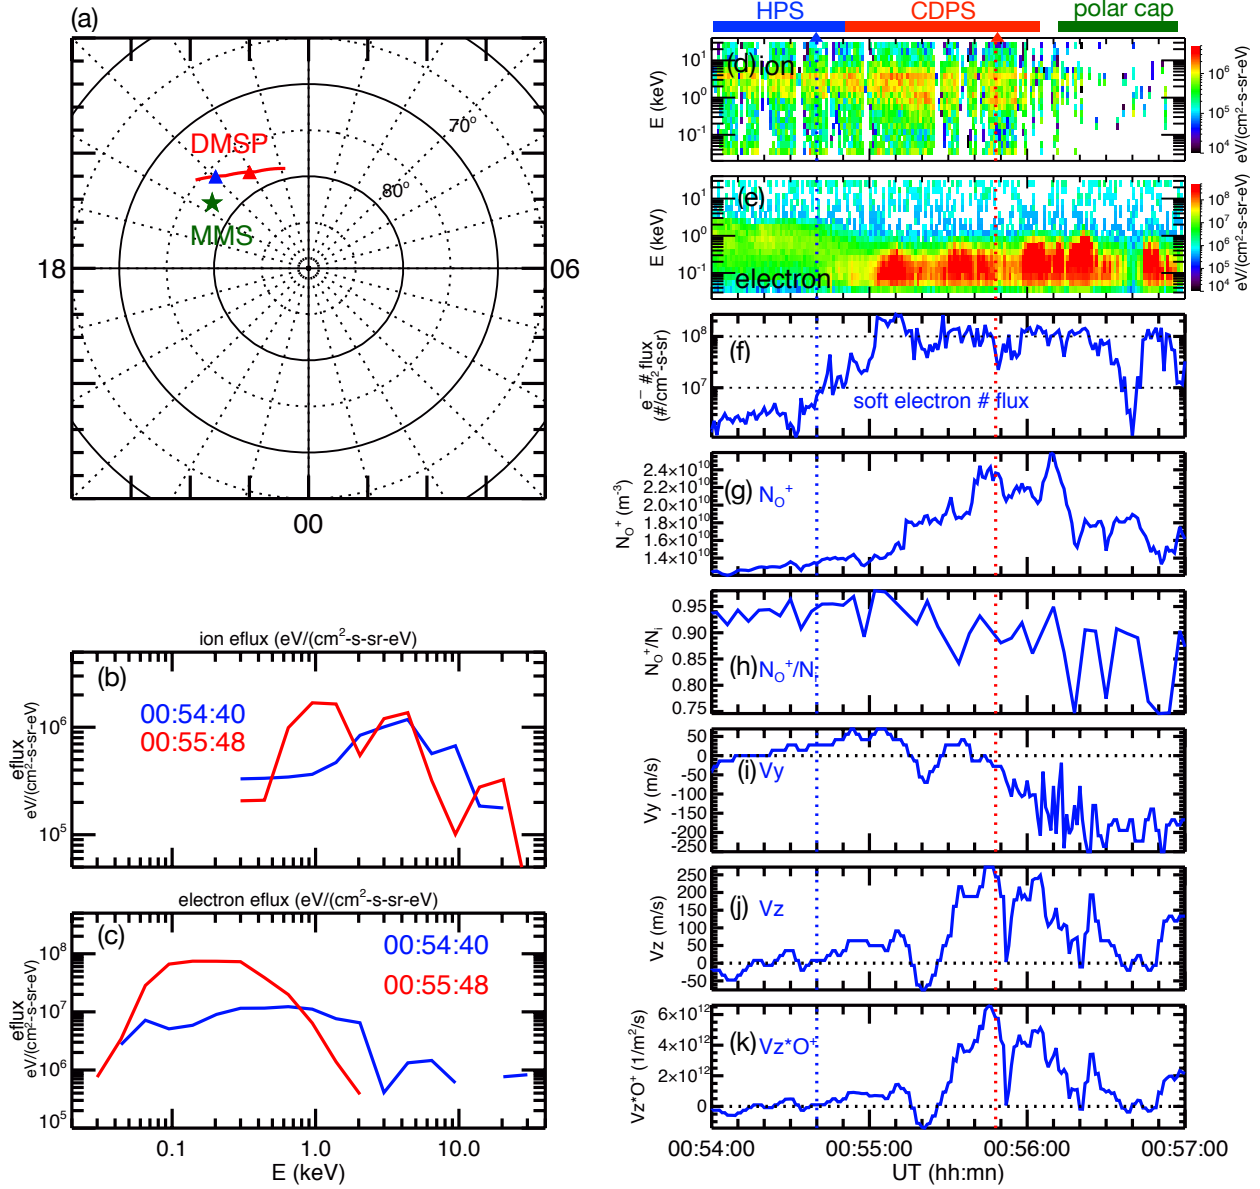 (a)
70°
80°
DMSP
MMS
18
06
00
ion eflux (eV/(cm²-s-sr-eV)
(b)
00:54:40
00:55:48
10⁶
10⁵
eflux
eV/(cm²-s-sr-eV)
electron eflux (eV/(cm²-s-sr-eV)
(c)
00:54:40
00:55:48
10⁸
10⁷
10⁶
10⁵
eflux
eV/(cm²-s-sr-eV)
0.1
1.0
10.0
E (keV)
HPS
CDPS
polar cap
(d) ion
E (keV)
10¹
10⁰
10⁻¹
10⁶
10⁵
10⁴
eV/(cm²-s-sr-eV)
(e)
electron
E (keV)
10¹
10⁰
10⁻¹
10⁸
10⁷
10⁶
10⁵
10⁴
eV/(cm²-s-sr-eV)
(f)
soft electron # flux
e⁻ # flux
(#/cm²-s-sr)
10⁸
10⁷
(g) N_O⁺
N_O⁺ (m⁻³)
2.4×10¹⁰
2.2×10¹⁰
1.8×10¹⁰
1.6×10¹⁰
1.4×10¹⁰
(h) N_O⁺/N_i
N_O⁺/N_i
0.95
0.90
0.85
0.80
0.75
(i) Vy
Vy (m/s)
50
0
-50
-100
-150
-200
-250
(j) Vz
Vz (m/s)
250
200
150
100
50
0
-50
(k) Vz*O⁺
Vz*O⁺ (1/m²/s)
6×10¹²
4×10¹²
2×10¹²
0
00:54:00
00:55:00
00:56:00
00:57:00
UT (hh:mn)